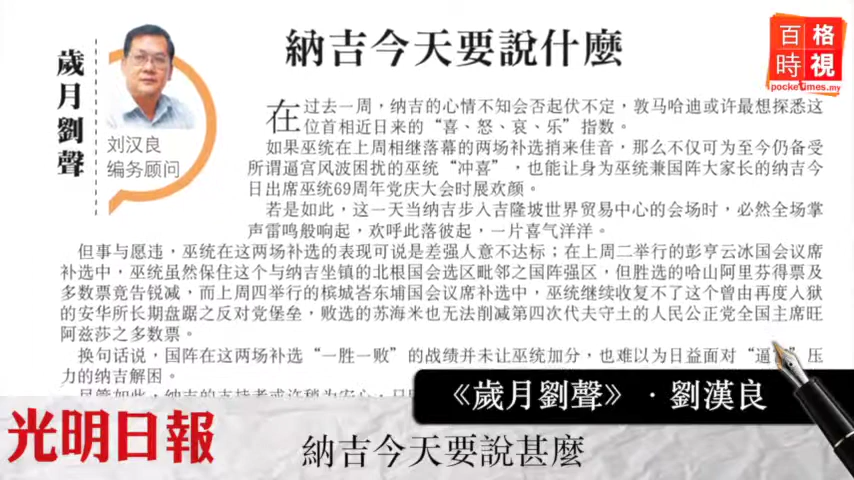 納吉今天要說什麼
百格
時視
pocketimes.my
歲月劉聲
刘汉良
编务顾问
在过去一周，纳吉的心情不知会否起伏不定，敦马哈迪或许最想探悉这
位首相近日来的“喜、怒、哀、乐”指数。
如果巫统在上周相继落幕的两场补选捎来佳音，那么不仅可为至今仍备受
所谓逼宫风波困扰的巫统“冲喜”，也能让身为巫统兼国阵大家长的纳吉今
日出席巫统69周年党庆大会时展欢颜。
若是如此，这一天当纳吉步入吉隆坡世界贸易中心的会场时，必然全场掌
声雷鸣般响起，欢呼此落彼起，一片喜气洋洋。
但事与愿违，巫统在这两场补选的表现可说是差强人意不达标；在上周二举行的彭亨云冰国会议席
补选中，巫统虽然保住这个与纳吉坐镇的北根国会选区毗邻之国阵强区，但胜选的哈山阿里芬得票及
多数票竟告锐减，而上周四举行的槟城峇东埔国会议席补选中，巫统继续收复不了这个曾由再度入狱
的安华所长期盘踞之反对党堡垒，败选的苏海米也无法削减第四次代夫守土的人民公正党全国主席旺
阿兹莎之多数票。
换句话说，国阵在这两场补选“一胜一败”的战绩并未让巫统加分，也难以为日益面对“逼 ”压
力的纳吉解困。
尽管如此，纳吉的支持者或许稍为安心，
《歲月劉聲》·劉漢良
光明日報
納吉今天要說甚麼